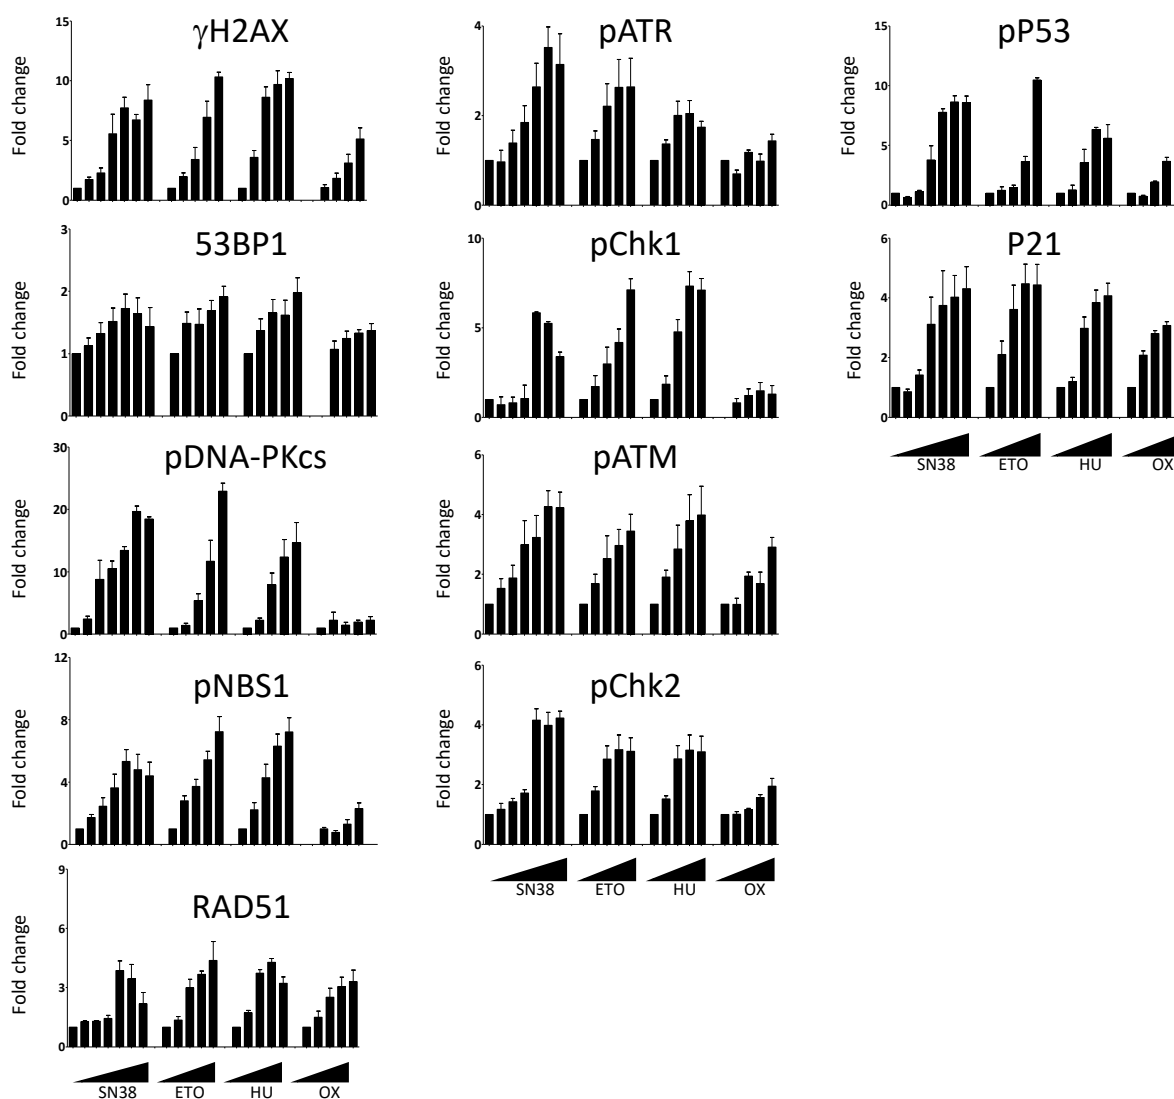 γH2AX
Fold change
15
10
5
0
53BP1
Fold change
3
2
1
0
pDNA-PKcs
Fold change
30
20
10
0
pNBS1
Fold change
12
8
4
0
RAD51
Fold change
9
6
3
0
SN38 ETO HU OX
pATR
Fold change
4
2
0
pChk1
Fold change
10
5
0
pATM
Fold change
6
4
2
0
pChk2
Fold change
6
4
2
0
SN38 ETO HU OX
pP53
Fold change
15
10
5
0
P21
Fold change
6
4
2
0
SN38 ETO HU OX